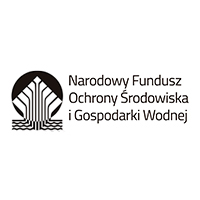 Narodowy Fundusz
Ochrony Środowiska
i Gospodarki Wodnej